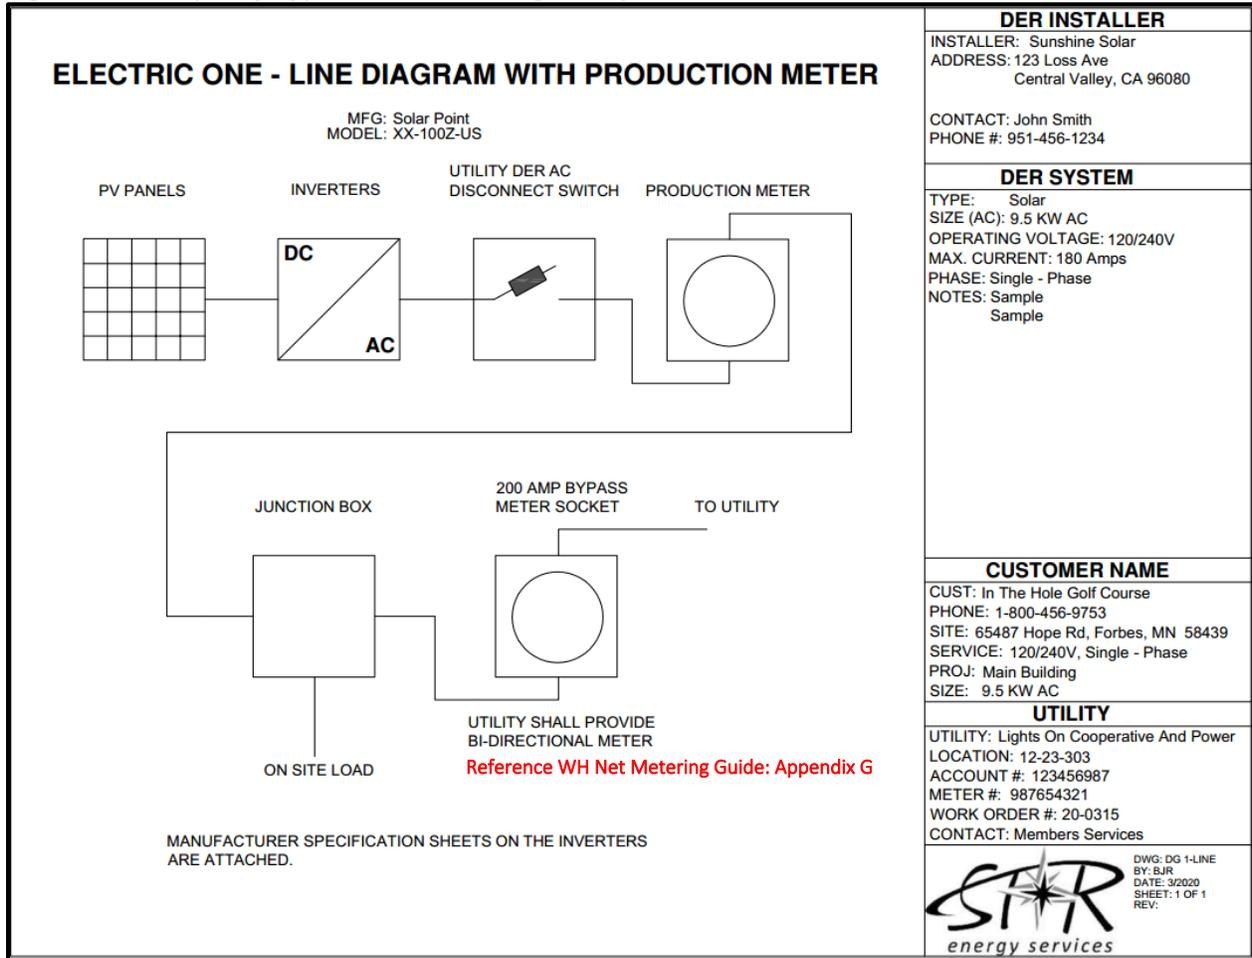 ELECTRIC ONE - LINE DIAGRAM WITH PRODUCTION METER
MFG: Solar Point
MODEL: XX-100Z-US
PV PANELS
INVERTERS
UTILITY DER AC
DISCONNECT SWITCH
PRODUCTION METER
DC
AC
JUNCTION BOX
200 AMP BYPASS
METER SOCKET
TO UTILITY
UTILITY SHALL PROVIDE
BI-DIRECTIONAL METER
Reference WH Net Metering Guide: Appendix G
ON SITE LOAD
MANUFACTURER SPECIFICATION SHEETS ON THE INVERTERS
ARE ATTACHED.
DER INSTALLER
INSTALLER: Sunshine Solar
ADDRESS: 123 Loss Ave
Central Valley, CA 96080
CONTACT: John Smith
PHONE #: 951-456-1234
DER SYSTEM
TYPE: Solar
SIZE (AC): 9.5 KW AC
OPERATING VOLTAGE: 120/240V
MAX. CURRENT: 180 Amps
PHASE: Single - Phase
NOTES: Sample
Sample
CUSTOMER NAME
CUST: In The Hole Golf Course
PHONE: 1-800-456-9753
SITE: 65487 Hope Rd, Forbes, MN 58439
SERVICE: 120/240V, Single - Phase
PROJ: Main Building
SIZE: 9.5 KW AC
UTILITY
UTILITY: Lights On Cooperative And Power
LOCATION: 12-23-303
ACCOUNT #: 123456987
METER #: 987654321
WORK ORDER #: 20-0315
CONTACT: Members Services
STAR
energy services
DWG: DG 1-LINE
BY: BJR
DATE: 3/2020
SHEET: 1 OF 1
REV: